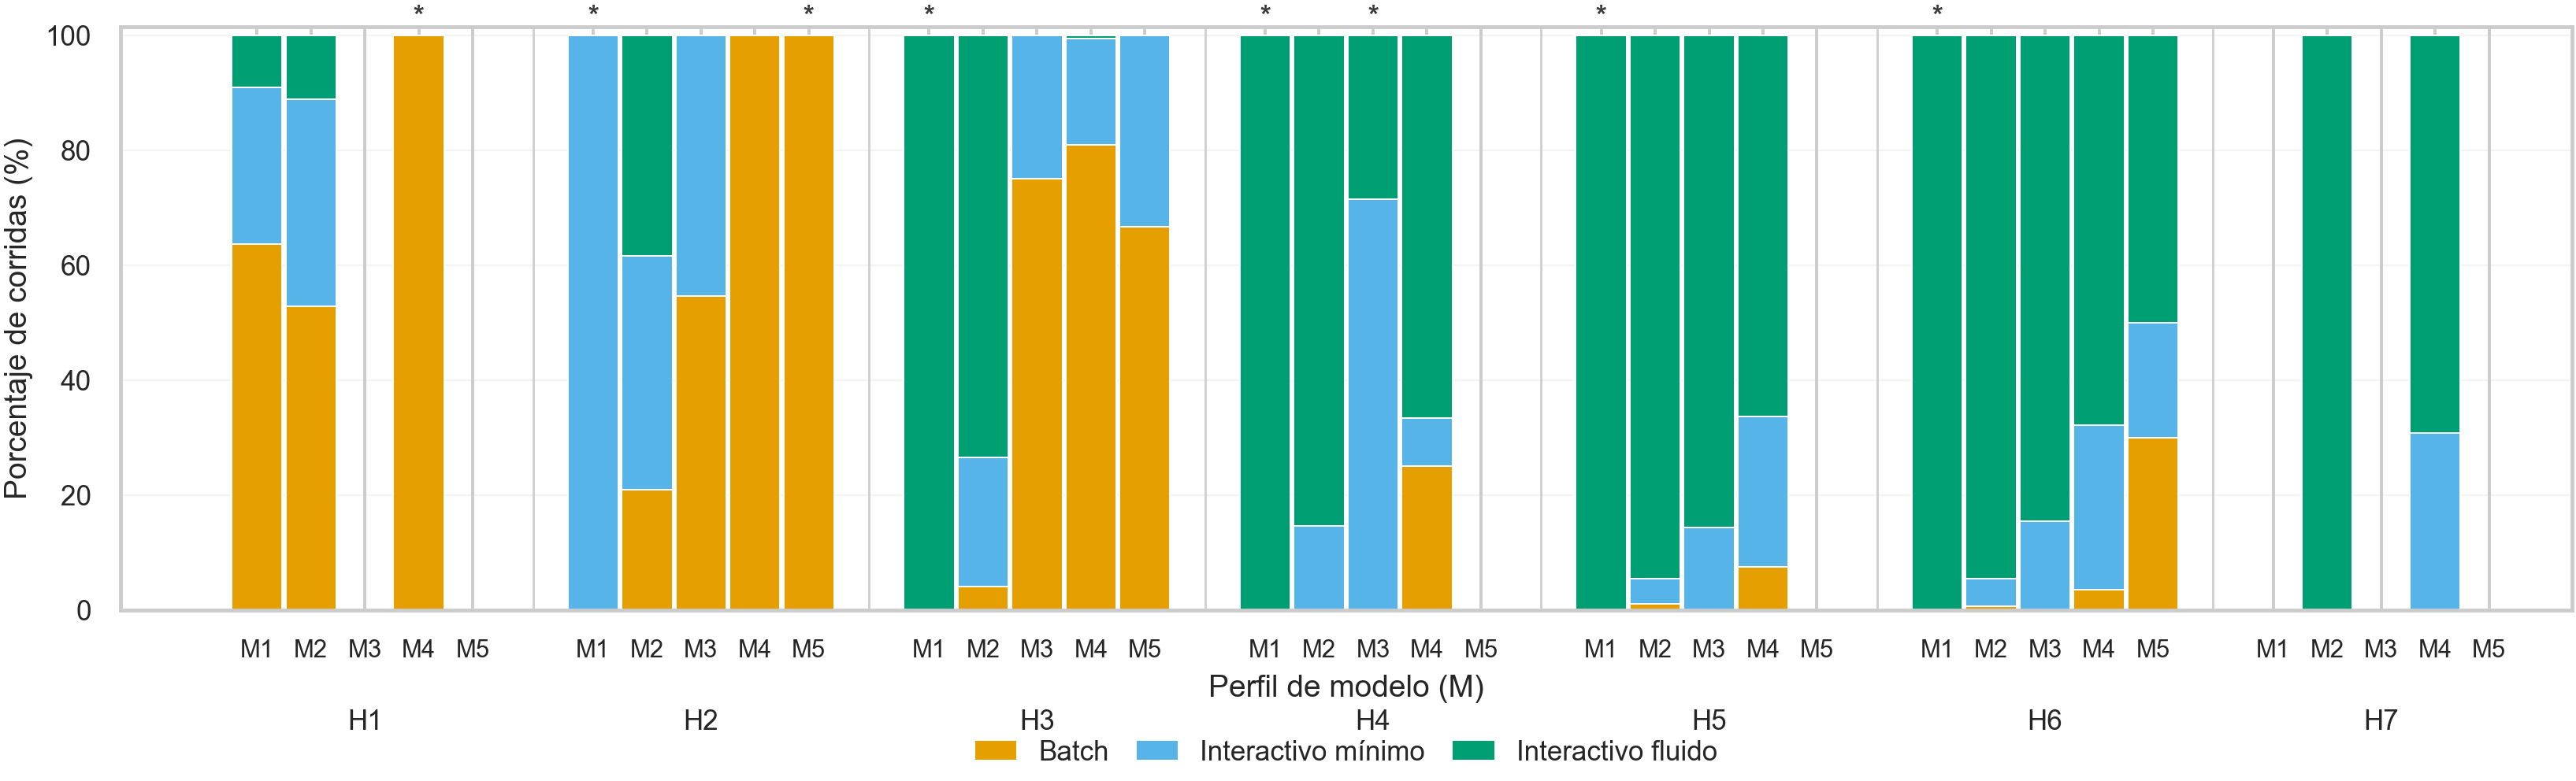 * * * * * * * *
100
80
60
40
20
0
Porcentaje de corridas (%)
M1 M2 M3 M4 M5 M1 M2 M3 M4 M5 M1 M2 M3 M4 M5 M1 M2 M3 M4 M5 M1 M2 M3 M4 M5 M1 M2 M3 M4 M5 M1 M2 M3 M4 M5
Perfil de modelo (M)
H1 H2 H3 H4 H5 H6 H7
Batch Interactivo mínimo Interactivo fluido